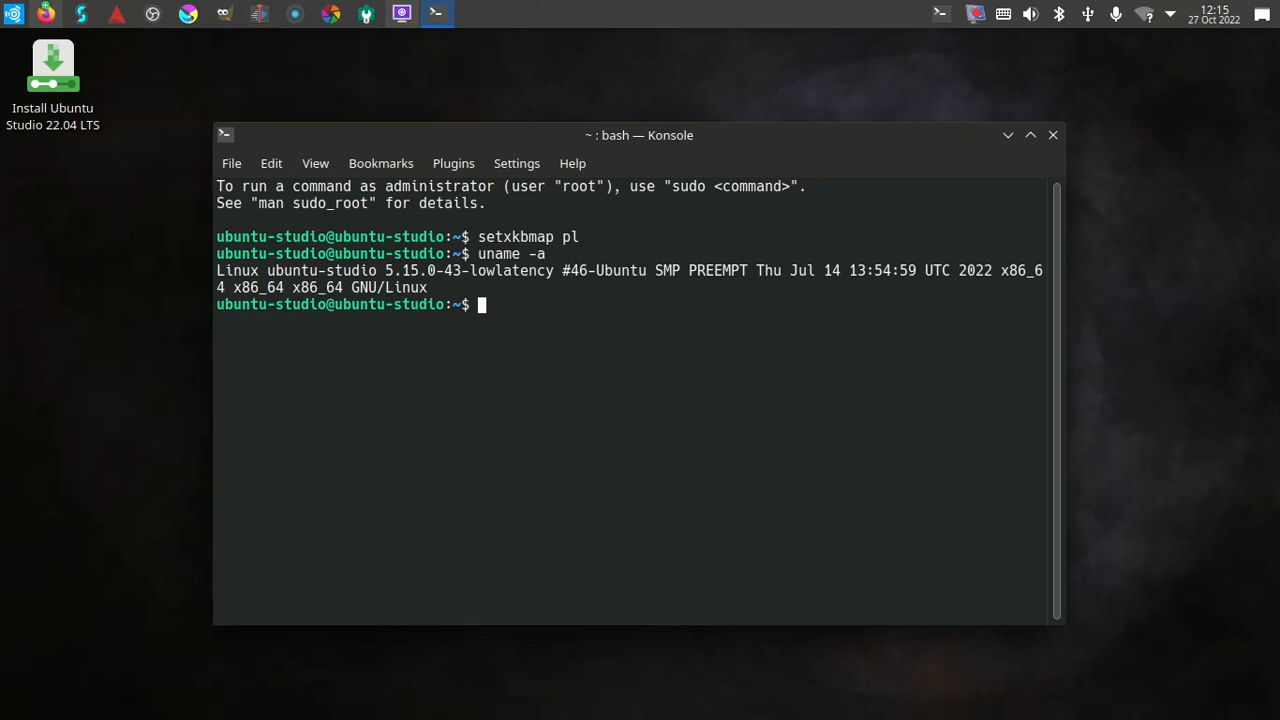 12:15
27 Oct 2022
Install Ubuntu
Studio 22.04 LTS
~ : bash — Konsole
File Edit View Bookmarks Plugins Settings Help
To run a command as administrator (user "root"), use "sudo <command>".
See "man sudo_root" for details.
ubuntu-studio@ubuntu-studio:~$ setxkbmap pl
ubuntu-studio@ubuntu-studio:~$ uname -a
Linux ubuntu-studio 5.15.0-43-lowlatency #46-Ubuntu SMP PREEMPT Thu Jul 14 13:54:59 UTC 2022 x86_6
4 x86_64 x86_64 GNU/Linux
ubuntu-studio@ubuntu-studio:~$